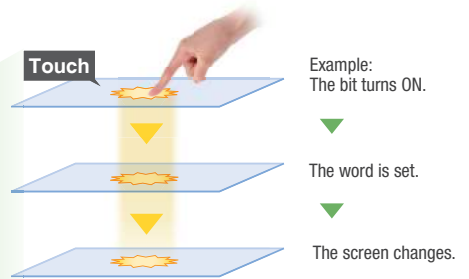 Touch
Example:
The bit turns ON.
The word is set.
The screen changes.